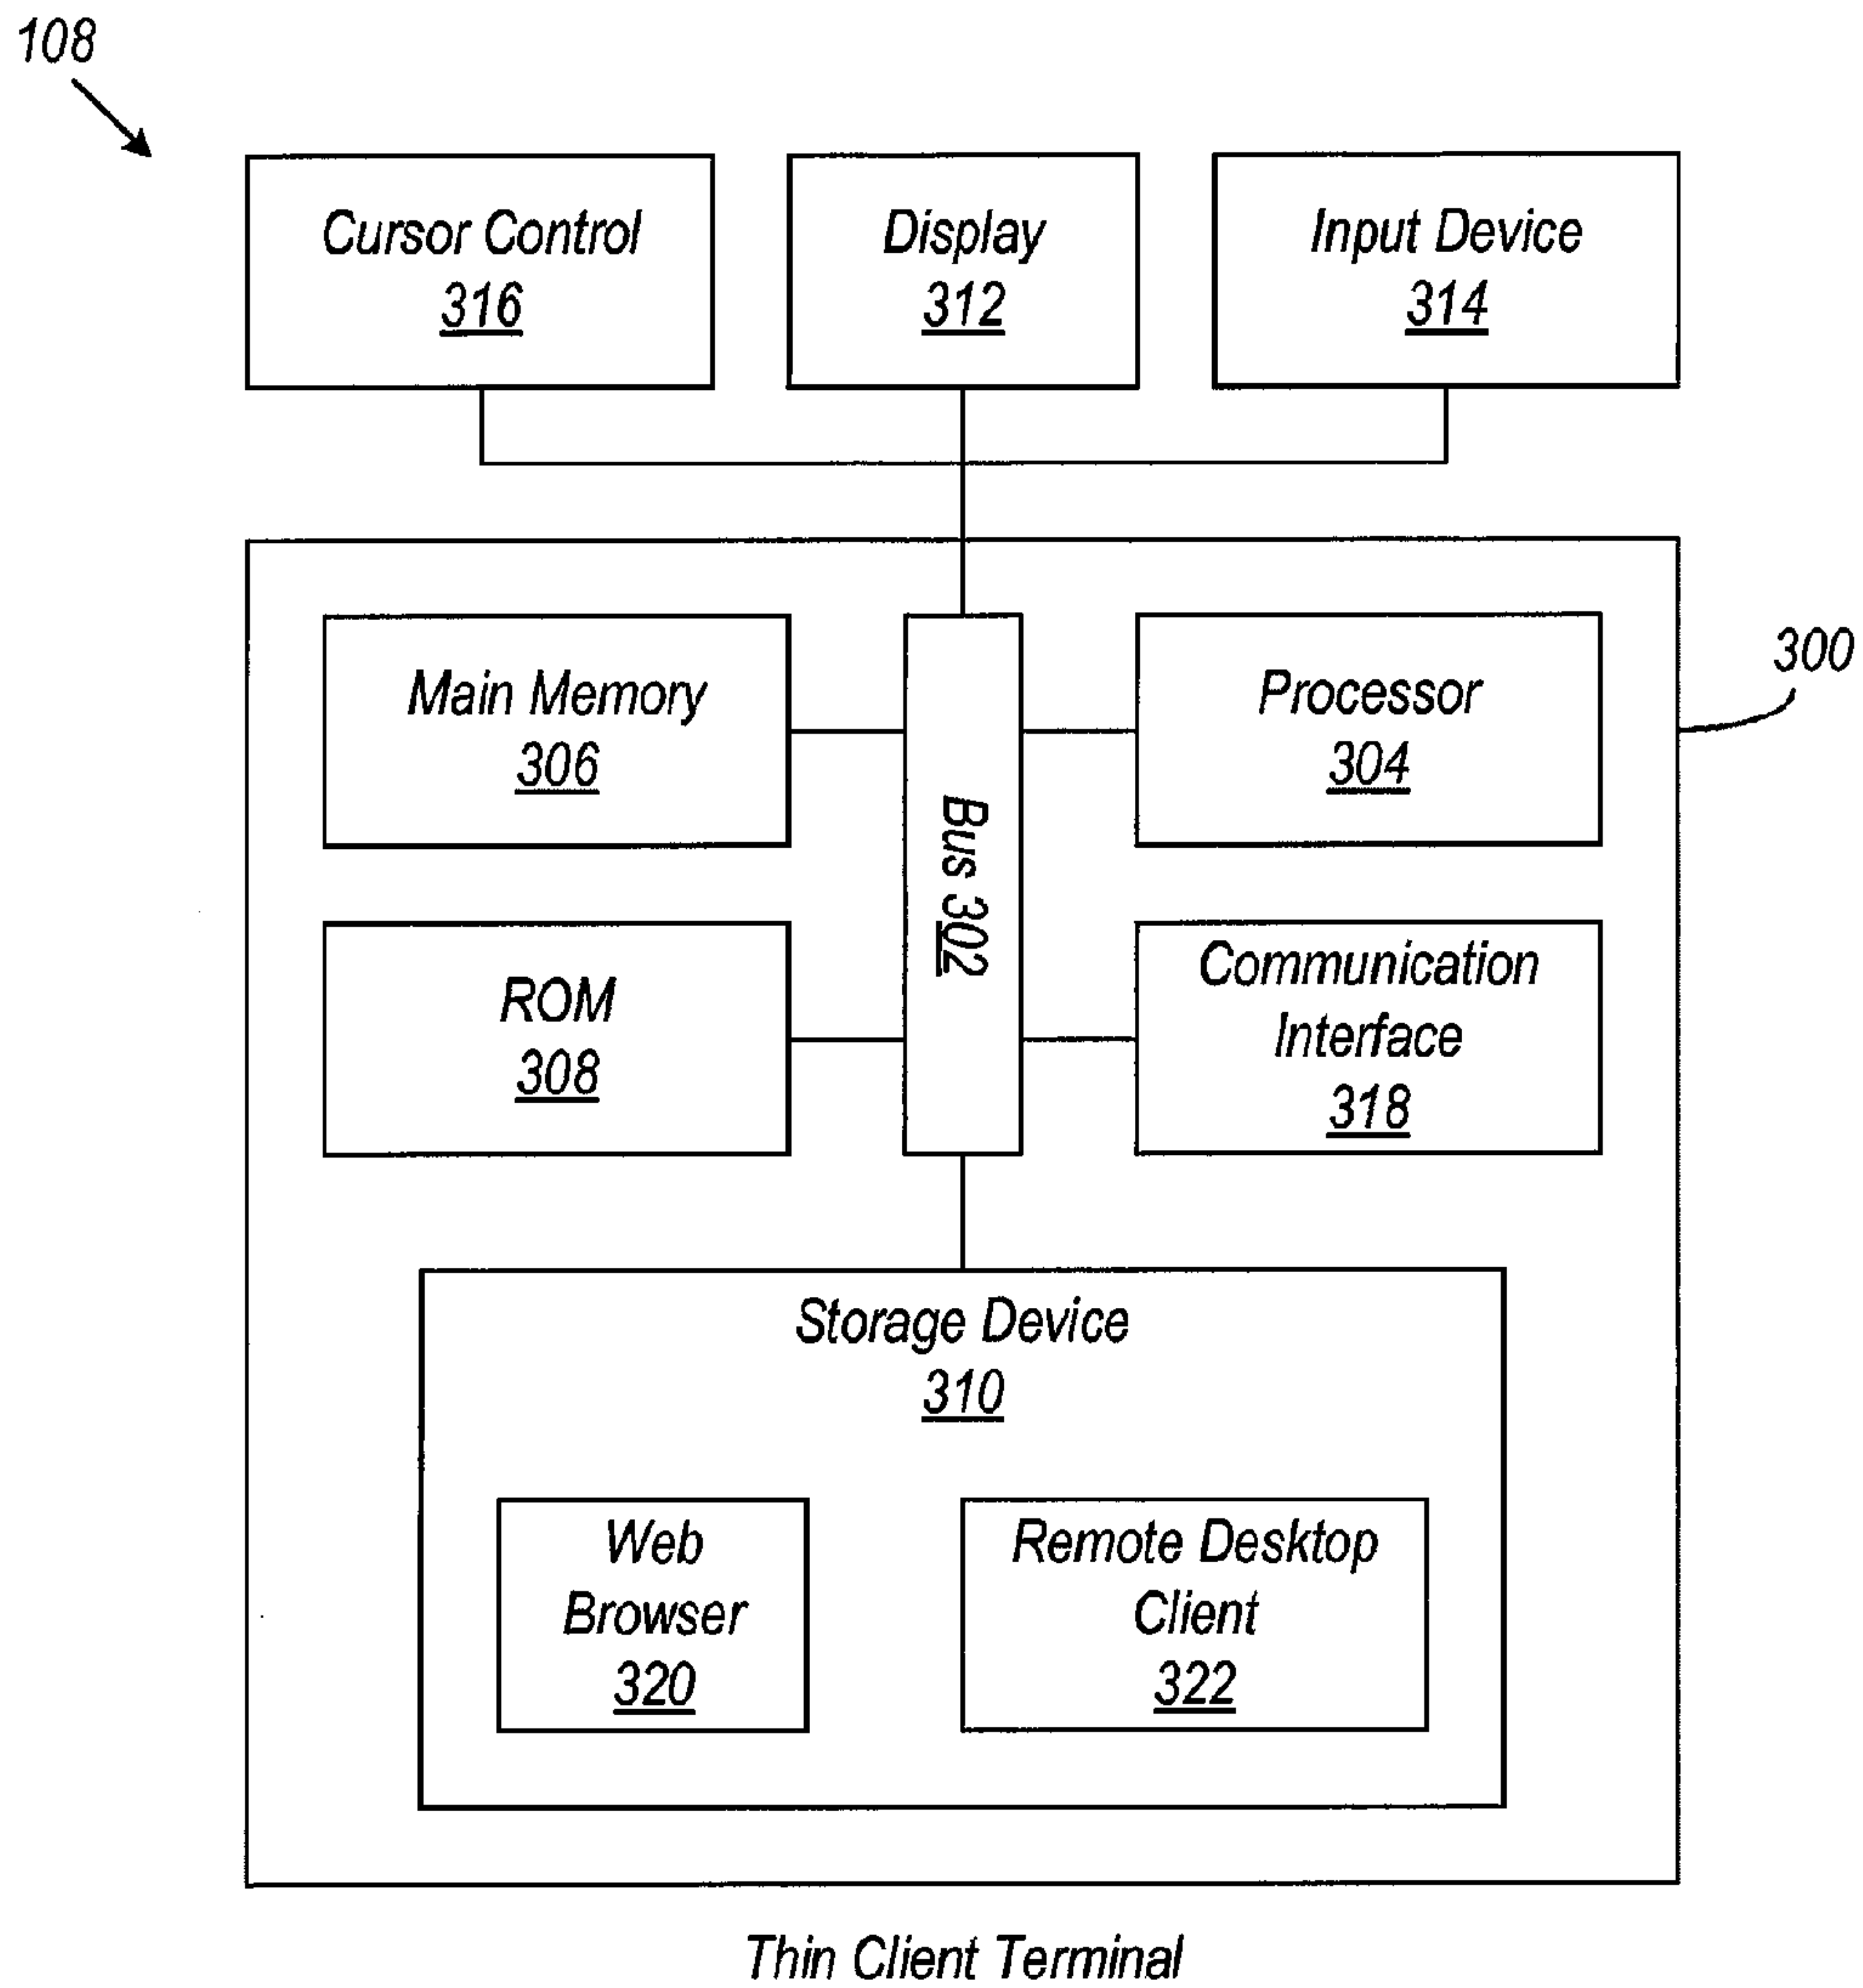 108
Cursor Control
316
Display
312
Input Device
314
300
Main Memory
306
Processor
304
Bus 302
ROM
308
Communication
Interface
318
Storage Device
310
Web
Browser
320
Remote Desktop
Client
322
Thin Client Terminal